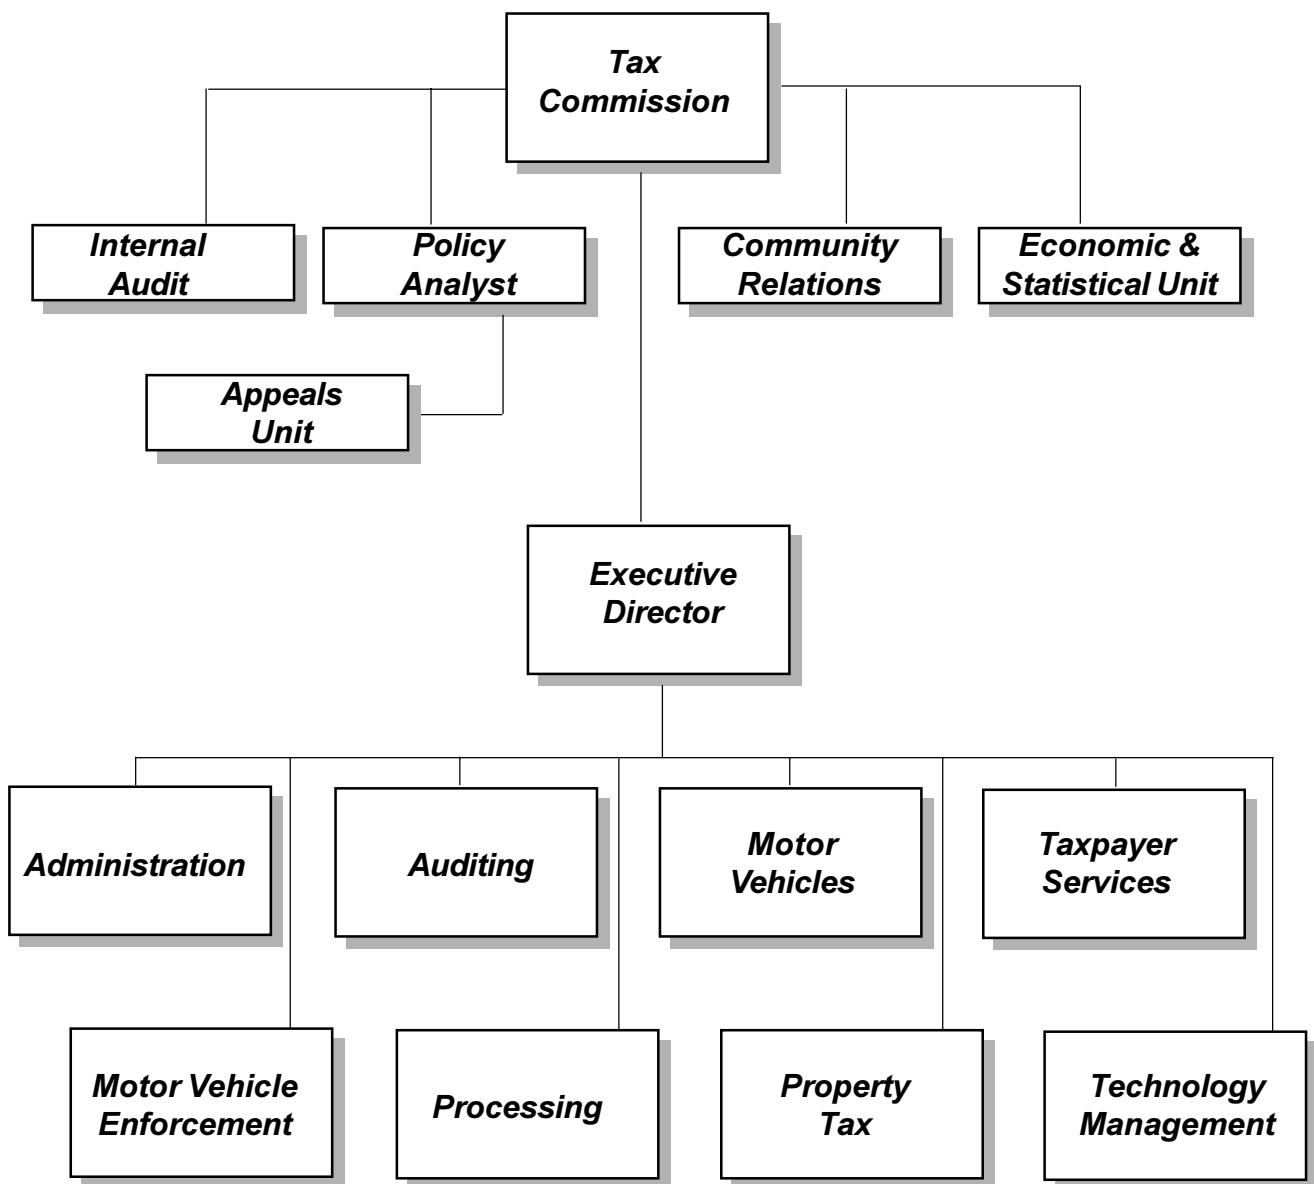 Tax
Commission
Internal
Audit
Policy
Analyst
Community
Relations
Economic &
Statistical Unit
Appeals
Unit
Executive
Director
Administration
Auditing
Motor
Vehicles
Taxpayer
Services
Motor Vehicle
Enforcement
Processing
Property
Tax
Technology
Management